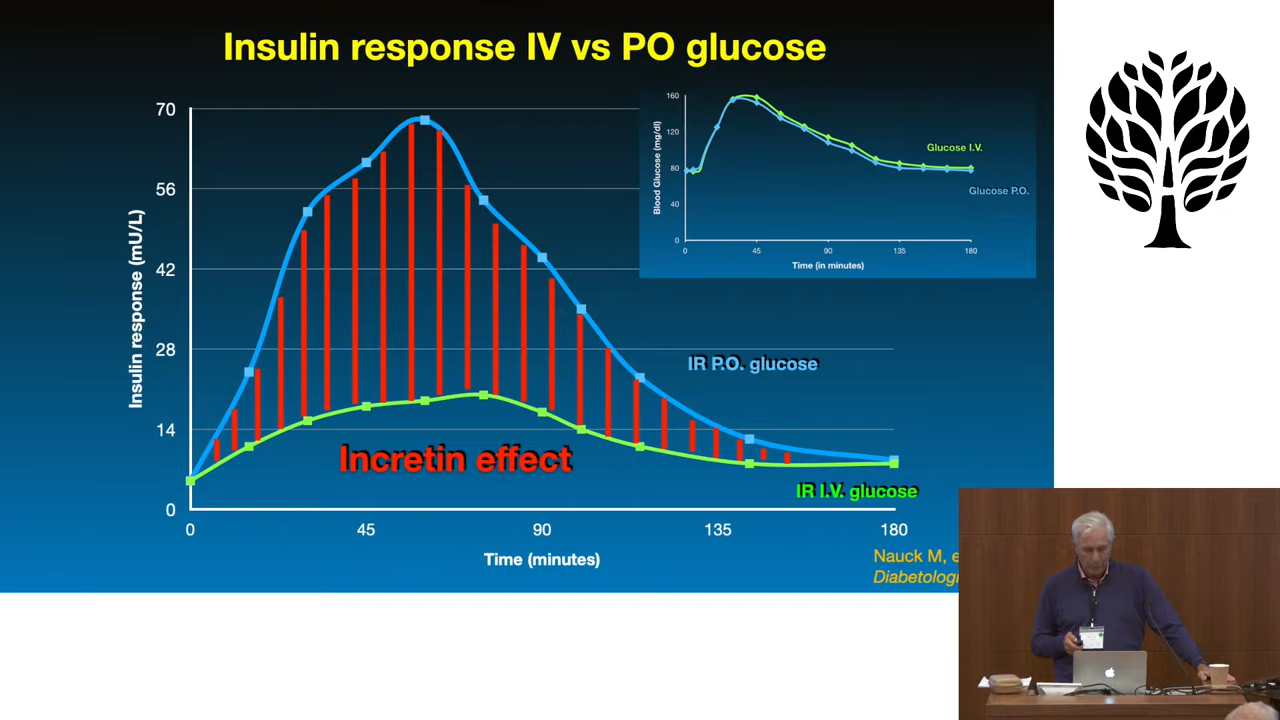 Insulin response IV vs PO glucose
Insulin response (mU/L)
70
56
42
28
14
0
0 45 90 135 180
Time (minutes)
Incretin effect
IR P.O. glucose
IR I.V. glucose
Blood Glucose (mg/dl)
160
120
80
40
0
0 45 90 135 180
Time (in minutes)
Glucose I.V.
Glucose P.O.
Nauck M, e
Diabetolog